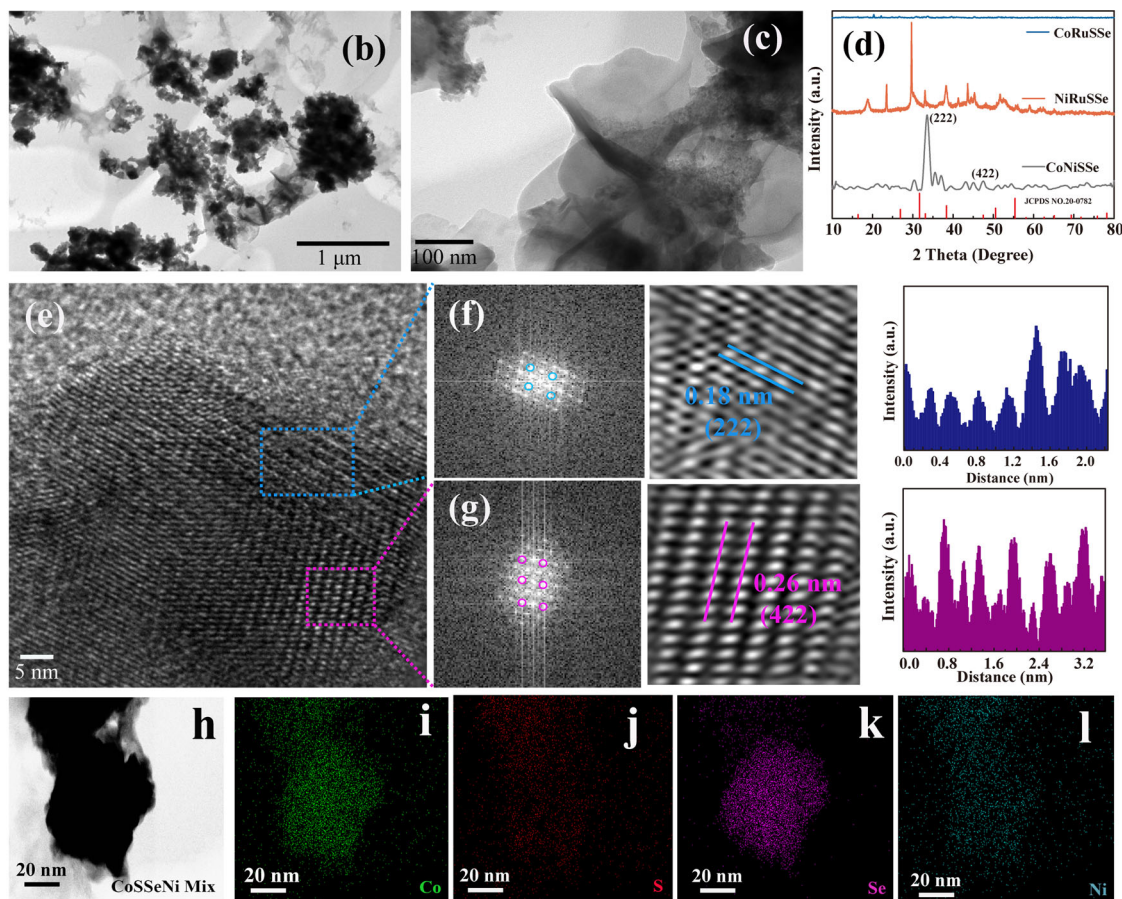 (b)
1 μm
(c)
100 nm
(d)
CoRuSSe
NiRuSSe
(222)
CoNiSSe
(422)
JCPDS NO.20-0782
Intensity (a.u.)
10 20 30 40 50 60 70 80
2 Theta (Degree)
(e)
5 nm
(f)
0.18 nm
(222)
Intensity (a.u.)
0.0 0.4 0.8 1.2 1.6 2.0
Distance (nm)
(g)
0.26 nm
(422)
Intensity (a.u.)
0.0 0.8 1.6 2.4 3.2
Distance (nm)
h
20 nm
CoSSeNi Mix
i
20 nm
Co
j
20 nm
S
k
20 nm
Se
l
20 nm
Ni